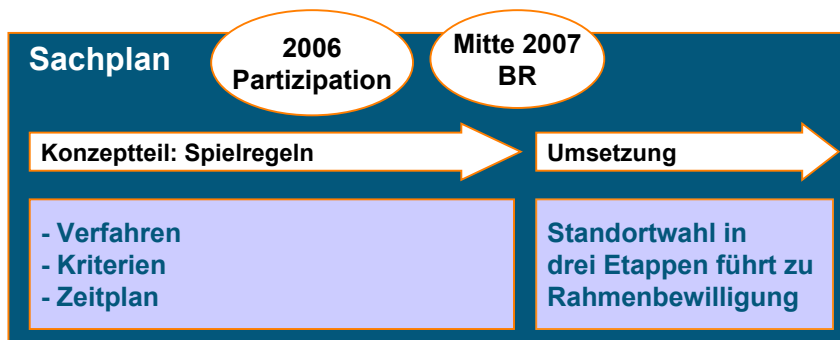 Sachplan
2006
Partizipation
Mitte 2007
BR
Konzeptteil: Spielregeln
Umsetzung
- Verfahren
- Kriterien
- Zeitplan
Standortwahl in
drei Etappen führt zu
Rahmenbewilligung